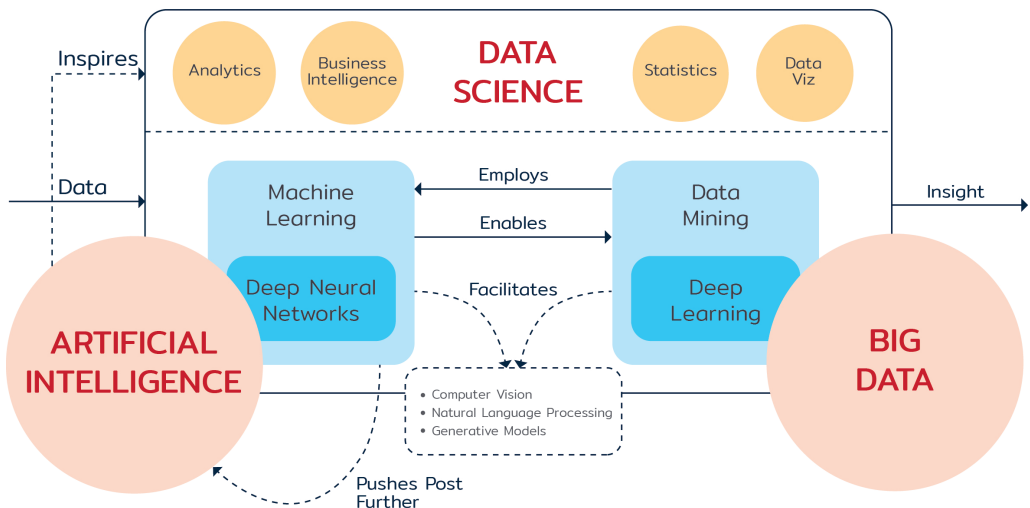 Inspires
Analytics
Business
Intelligence
DATA
SCIENCE
Statistics
Data
Viz
Data
Machine
Learning
Employs
Enables
Data
Mining
Insight
Deep Neural
Networks
Facilitates
Deep
Learning
ARTIFICIAL
INTELLIGENCE
• Computer Vision
• Natural Language Processing
• Generative Models
BIG
DATA
Pushes Post
Further